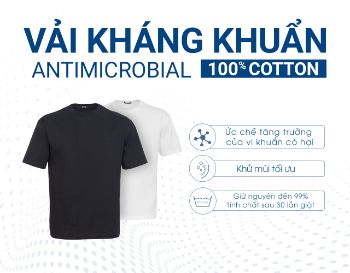 VẢI KHÁNG KHUẨN
ANTIMICROBIAL 100% COTTON
Ức chế tăng trưởng
của vi khuẩn có hại
Khử mùi tối ưu
Giữ nguyên đến 99%
tính chất sau 30 lần giặt